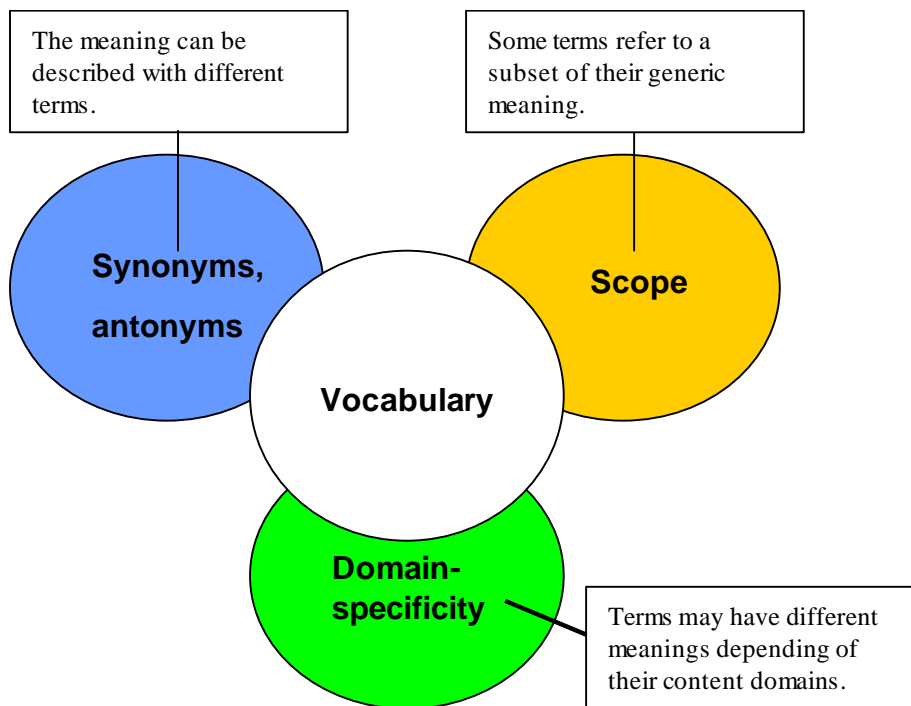 The meaning can be
described with different
terms.
Some terms refer to a
subset of their generic
meaning.
Synonyms,
antonyms
Scope
Vocabulary
Domain-
specificity
Terms may have different
meanings depending of
their content domains.